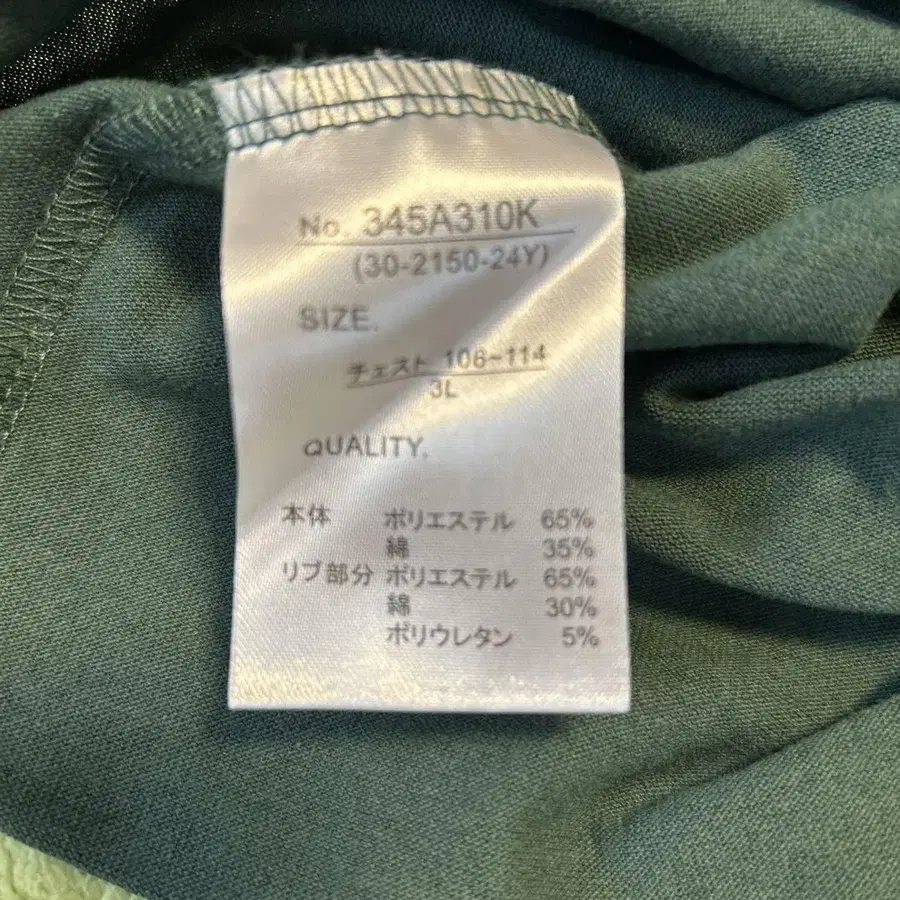 No. 345A310K
(30-2150-24Y)
SIZE.
チェスト 106~114
3L
QUALITY.
本体 ポリエステル 65%
綿 35%
リブ部分 ポリエステル 65%
綿 30%
ポリウレタン 5%